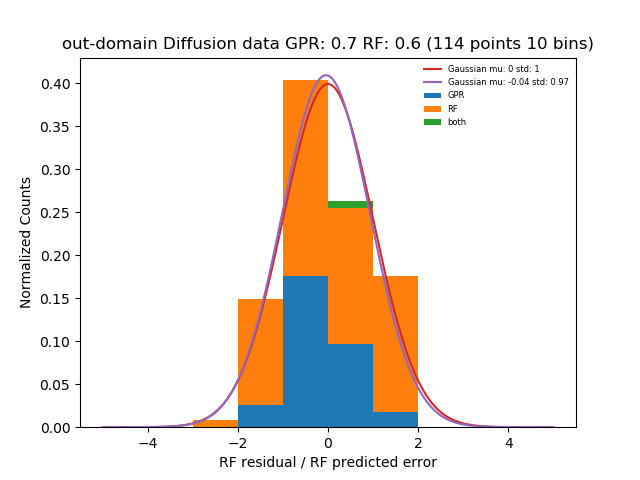 out-domain Diffusion data GPR: 0.7 RF: 0.6 (114 points 10 bins)
Gaussian mu: 0 std: 1
Gaussian mu: -0.04 std: 0.97
GPR
RF
both
Normalized Counts
0.40
0.35
0.30
0.25
0.20
0.15
0.10
0.05
0.00
−4
−2
0
2
4
RF residual / RF predicted error